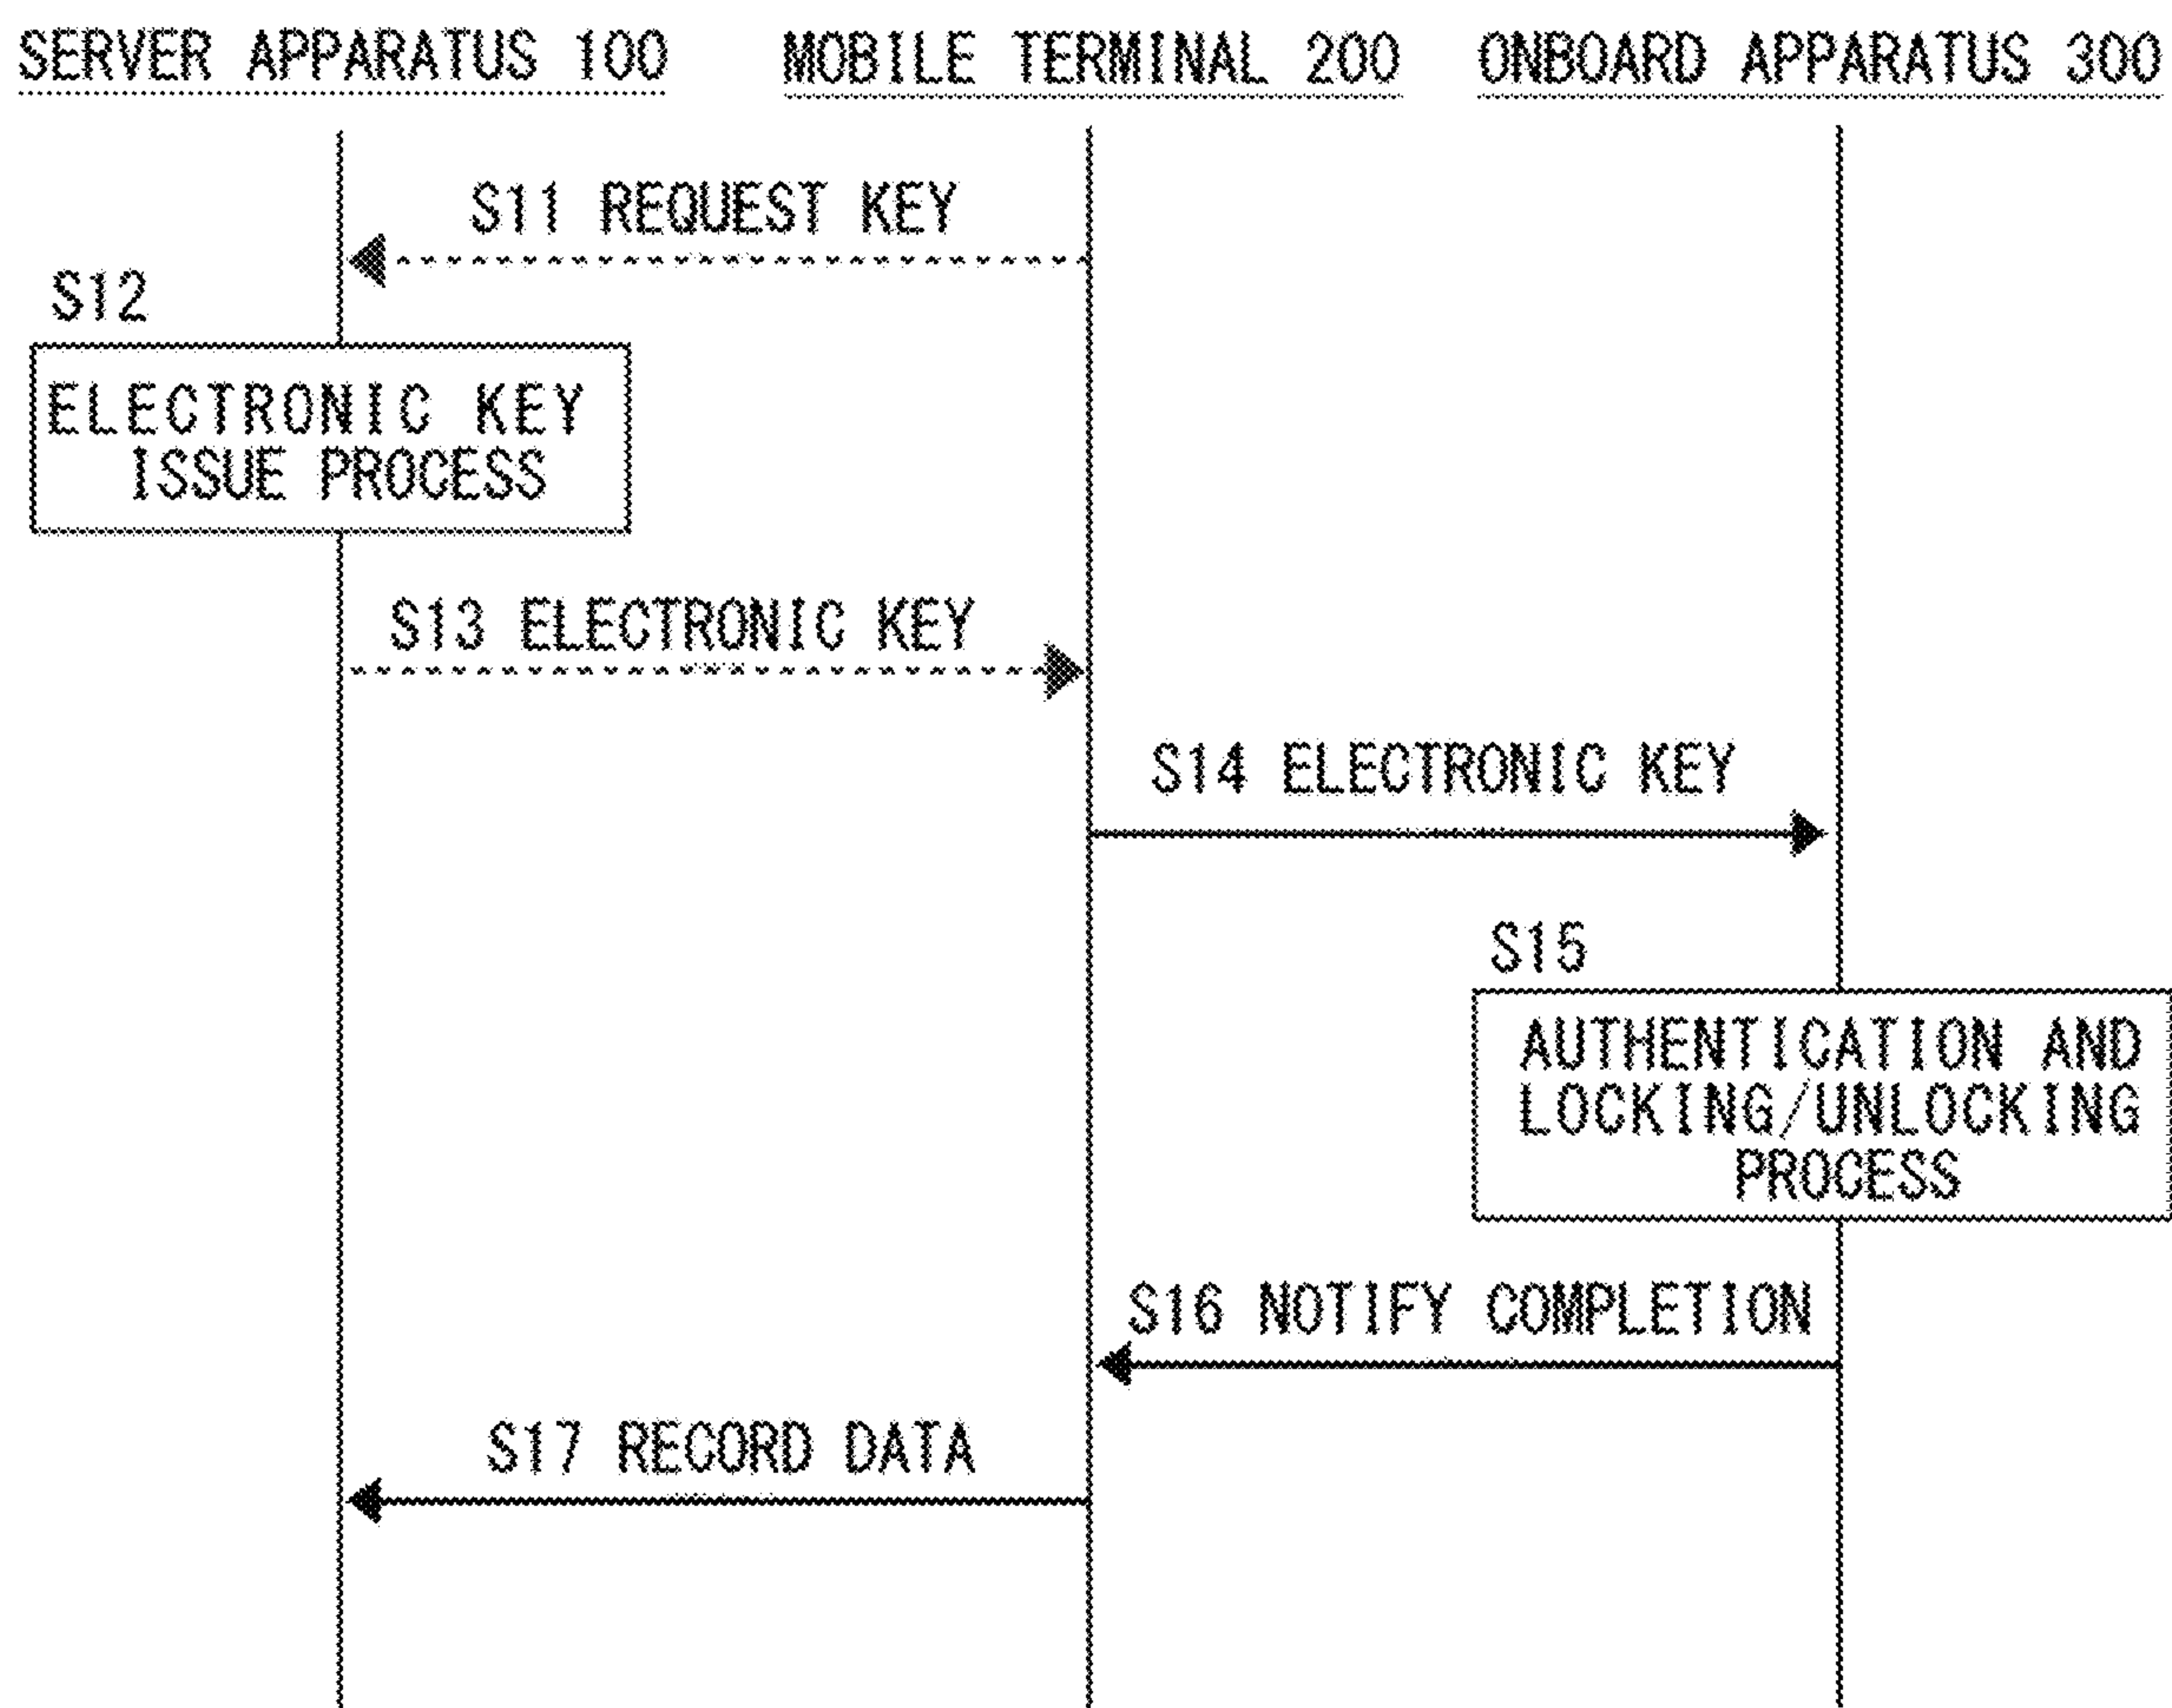 SERVER APPARATUS 100
MOBILE TERMINAL 200
ONBOARD APPARATUS 300
S11 REQUEST KEY
S12
ELECTRONIC KEY
ISSUE PROCESS
S13 ELECTRONIC KEY
S14 ELECTRONIC KEY
S15
AUTHENTICATION AND
LOCKING/UNLOCKING
PROCESS
S16 NOTIFY COMPLETION
S17 RECORD DATA